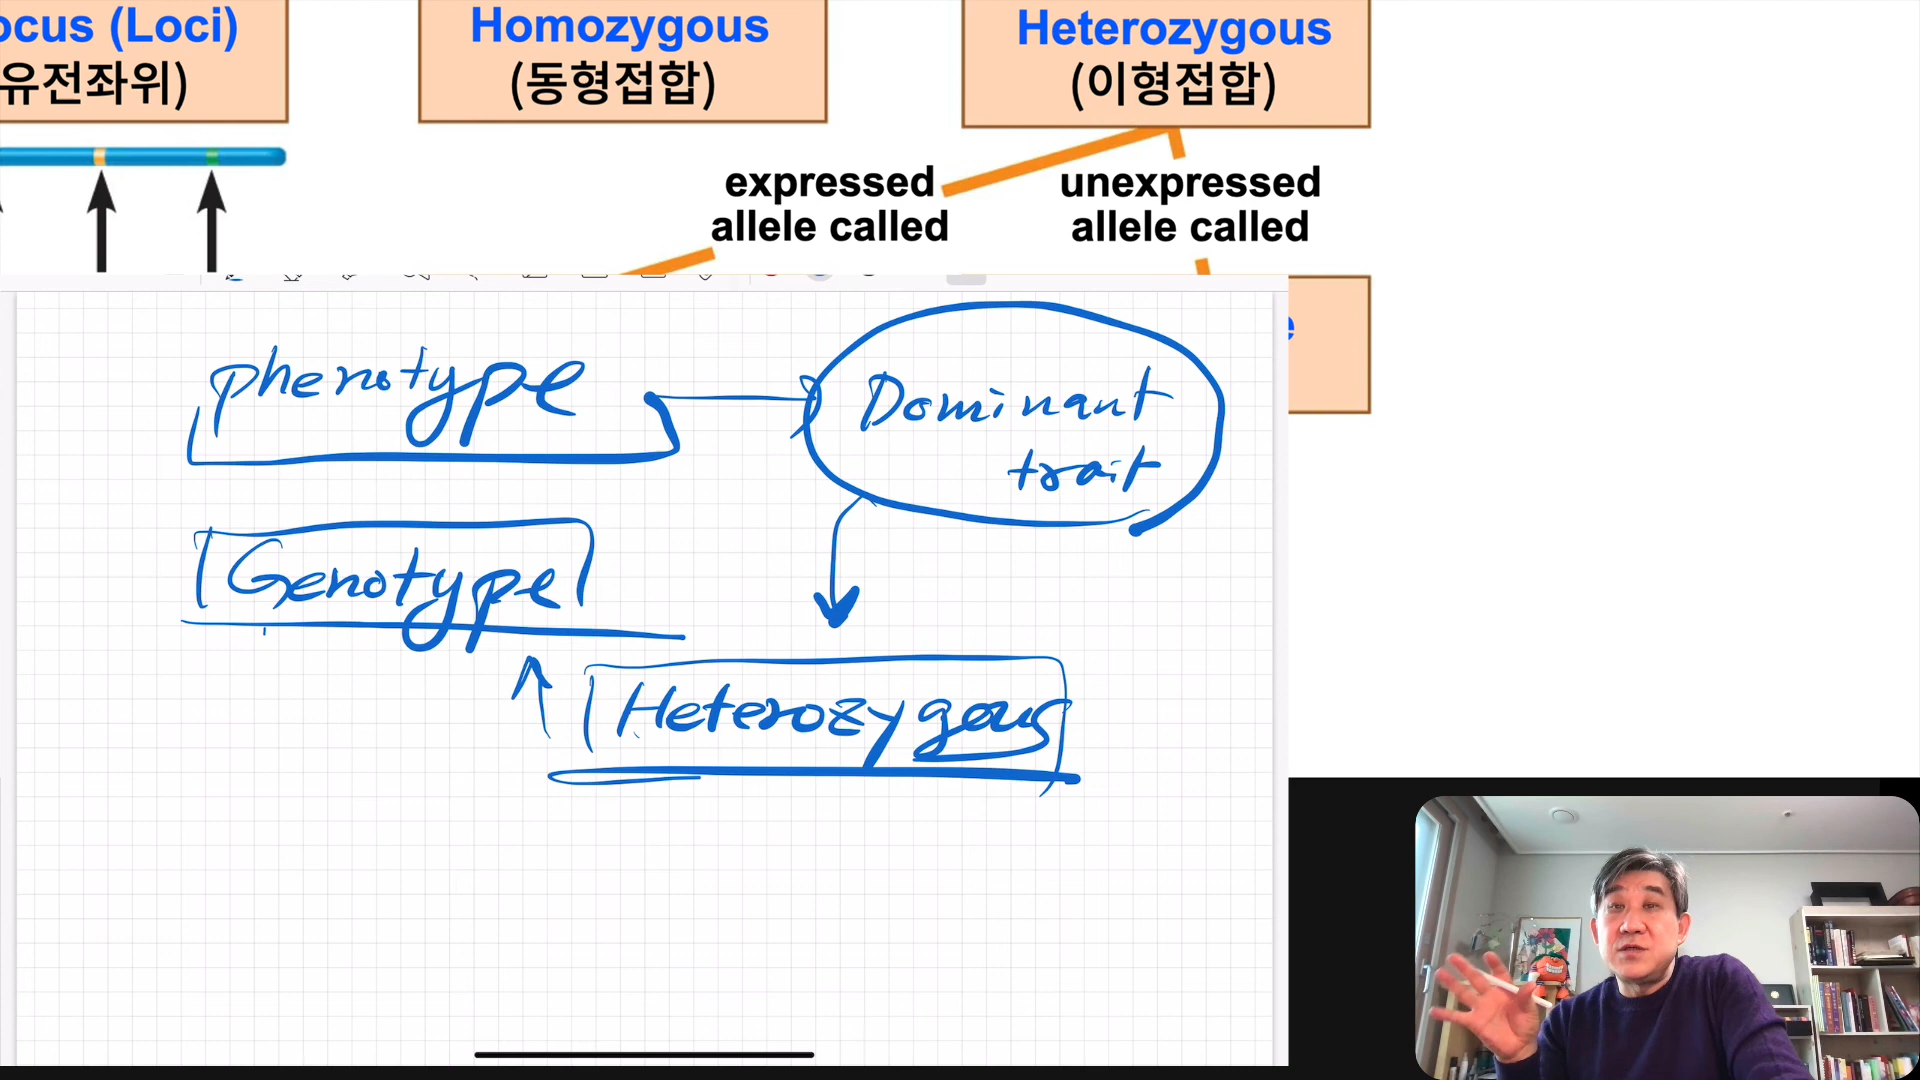 ocus (Loci)
유전좌위)
Homozygous
(동형접합)
Heterozygous
(이형접합)
expressed
allele called
unexpressed
allele called
e
phenotype
Dominant
trait
Genotype
Heterozygous